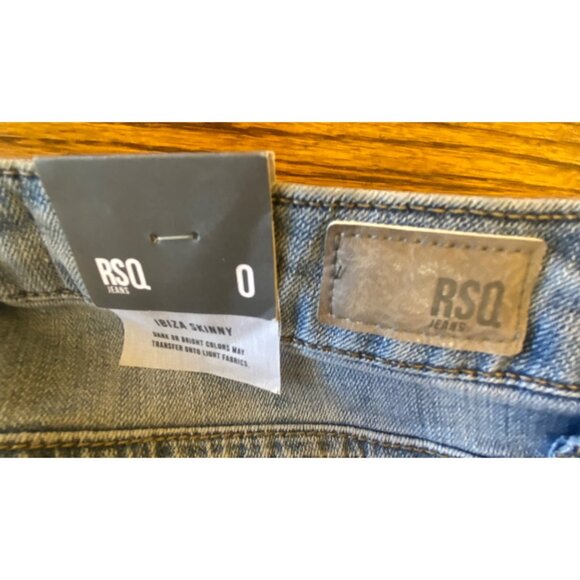 RSQ
JEANS
0
IBIZA SKINNY
DARK OR BRIGHT COLORS MAY
TRANSFER ONTO LIGHT FABRICS.
RSQ
JEANS